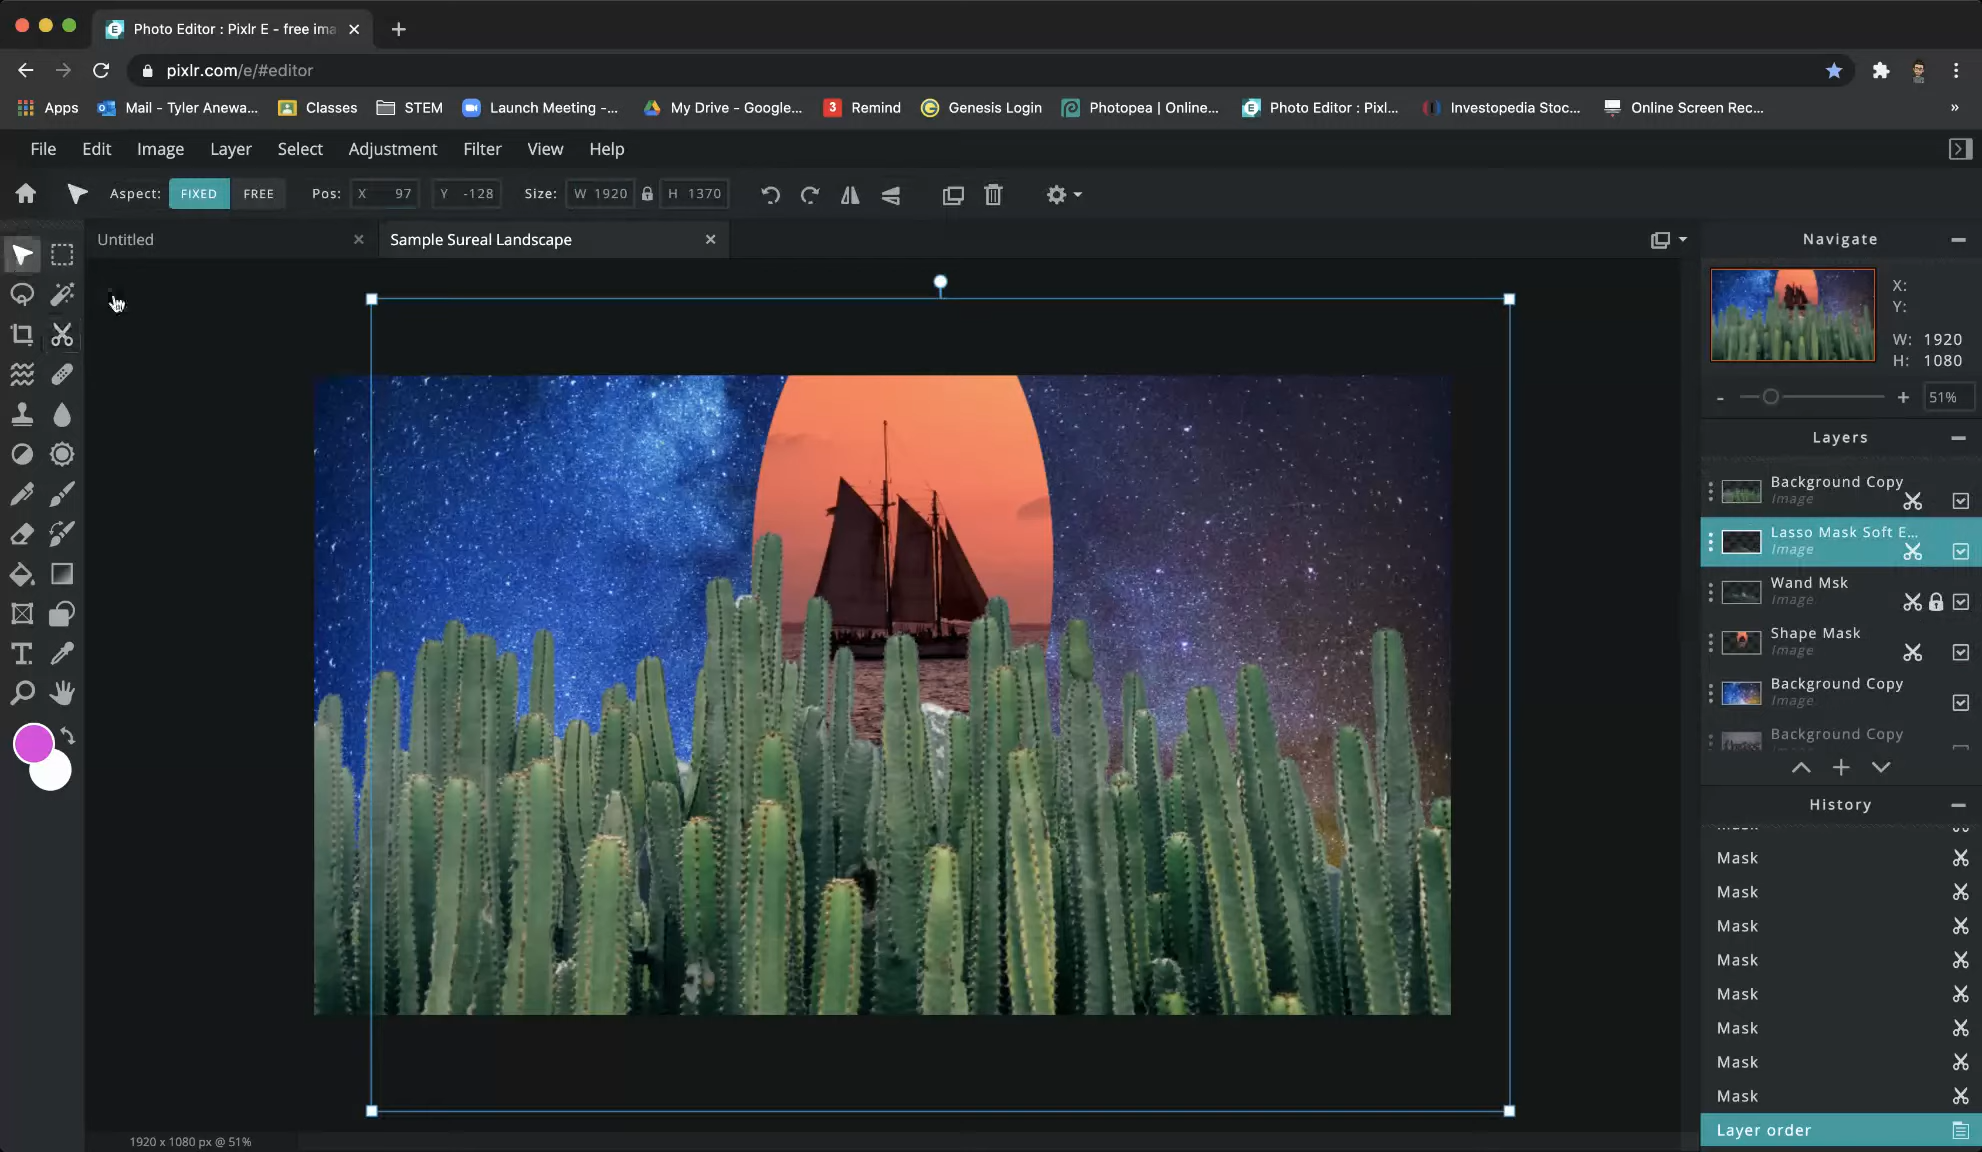 Photo Editor : Pixlr E - free ima
pixlr.com/e/#editor
Apps
Mail - Tyler Anewa...
Classes
STEM
Launch Meeting -...
My Drive - Google...
3 Remind
Genesis Login
Photopea | Online...
Photo Editor : Pixl...
Investopedia Stoc...
Online Screen Rec...
»
File Edit Image Layer Select Adjustment Filter View Help
Aspect: FIXED FREE Pos: X 97 Y -128 Size: W 1920 H 1370
Untitled
Sample Sureal Landscape
Navigate
X:
Y:
W: 1920
H: 1080
- + 51%
Layers
Background Copy
Image
Lasso Mask Soft E...
Image
Wand Msk
Image
Shape Mask
Image
Background Copy
Image
Background Copy
History
Mask
Mask
Mask
Mask
Mask
Mask
Mask
Mask
Layer order
1920 x 1080 px @ 51%